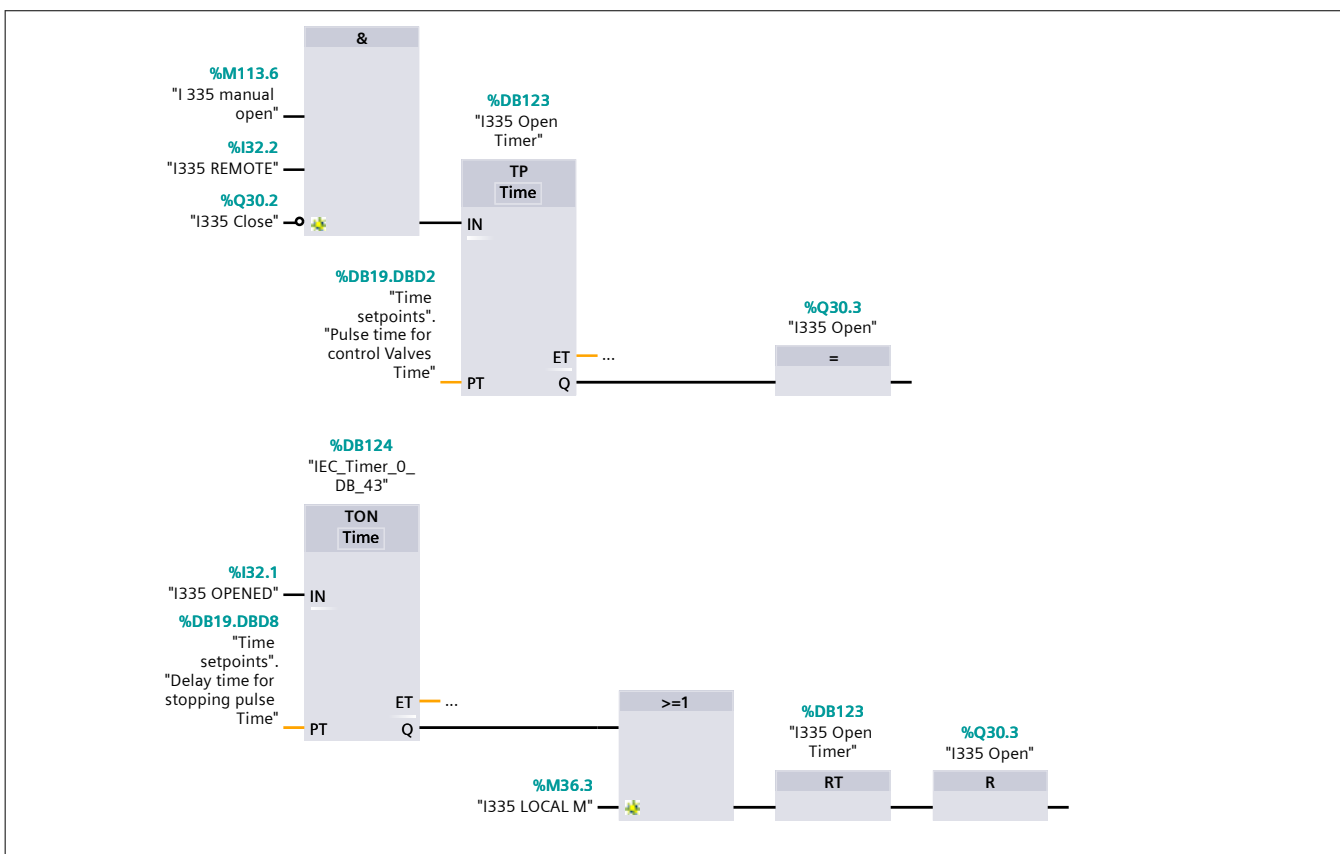 &
%M113.6
"I 335 manual
open"
%I32.2
"I335 REMOTE"
%Q30.2
"I335 Close"
%DB123
"I335 Open
Timer"
TP
Time
IN
%DB19.DBD2
"Time
setpoints".
"Pulse time for
control Valves
Time"
PT
ET
...
Q
%Q30.3
"I335 Open"
=
%DB124
"IEC_Timer_0_
DB_43"
TON
Time
%I32.1
"I335 OPENED"
IN
%DB19.DBD8
"Time
setpoints".
"Delay time for
stopping pulse
Time"
PT
ET
...
Q
>=1
%M36.3
"I335 LOCAL M"
%DB123
"I335 Open
Timer"
RT
%Q30.3
"I335 Open"
R